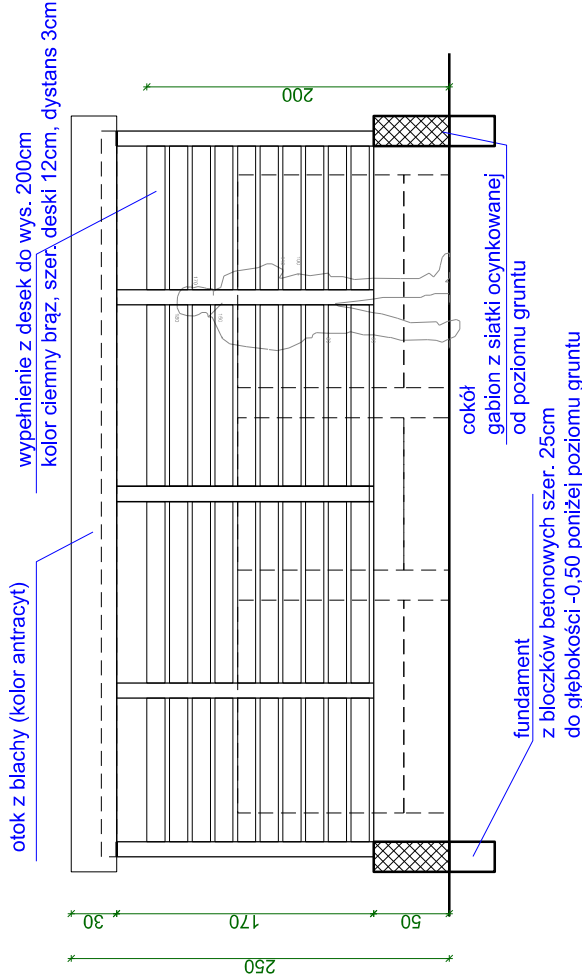 wypełnienie z desek do wys. 200cm
kolor ciemny brąz, szer. deski 12cm, dystans 3cm
otok z blachy (kolor antracyt)
200
30
170
50
250
cokół
gabion z siatki ocynkowanej
od poziomu gruntu
fundament
z bloczków betonowych szer. 25cm
do głębokości -0,50 poniżej poziomu gruntu